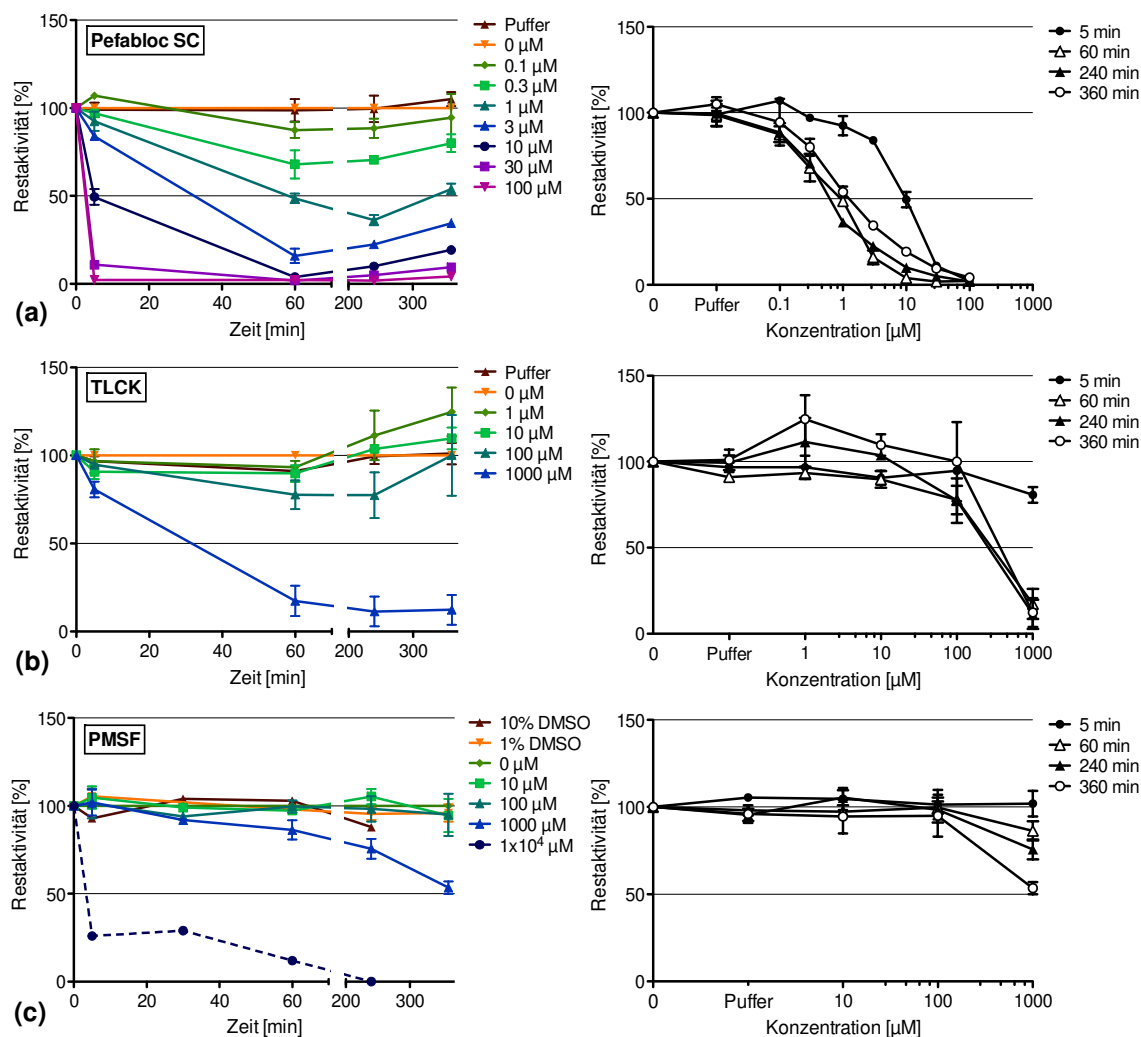 Pefabloc SC
Restaktivität [%]
150
100
50
0
0
20
40
60
200
300
Zeit [min]
Puffer
0 µM
0.1 µM
0.3 µM
1 µM
3 µM
10 µM
30 µM
100 µM
(a)
Restaktivität [%]
150
100
50
0
0
Puffer
0.1
1
10
100
1000
Konzentration [µM]
5 min
60 min
240 min
360 min
TLCK
Restaktivität [%]
150
100
50
0
0
20
40
60
200
300
Zeit [min]
Puffer
0 µM
1 µM
10 µM
100 µM
1000 µM
(b)
Restaktivität [%]
150
100
50
0
0
Puffer
1
10
100
1000
Konzentration [µM]
5 min
60 min
240 min
360 min
PMSF
Restaktivität [%]
150
100
50
0
0
20
40
60
200
300
Zeit [min]
10% DMSO
1% DMSO
0 µM
10 µM
100 µM
1000 µM
1x10⁴ µM
(c)
Restaktivität [%]
150
100
50
0
0
Puffer
10
100
1000
Konzentration [µM]
5 min
60 min
240 min
360 min